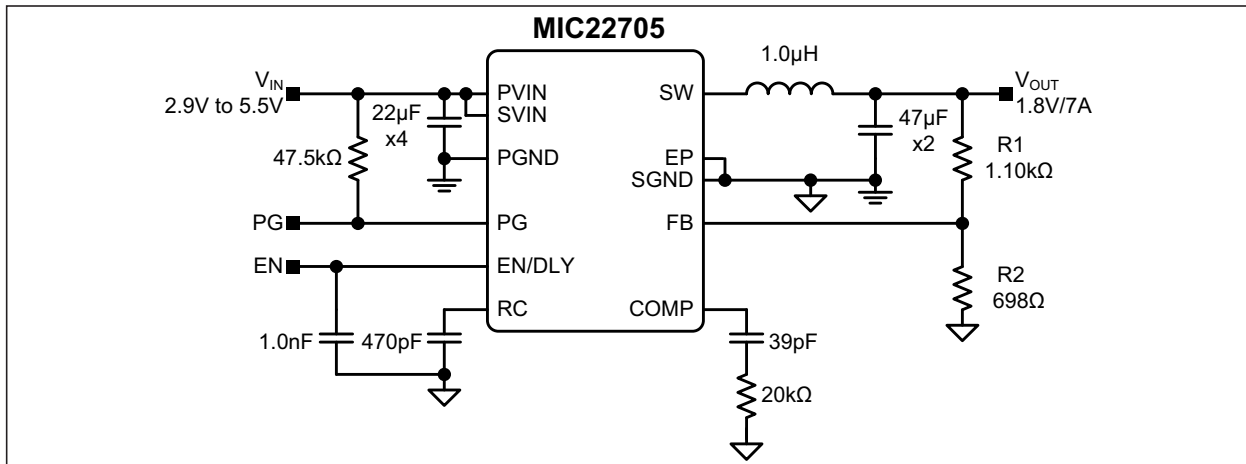 MIC22705
1.0µH
VIN
2.9V to 5.5V
PVIN
SVIN
SW
VOUT
1.8V/7A
22µF
x4
47µF
x2
47.5kΩ
PGND
EP
SGND
R1
1.10kΩ
PG
PG
FB
EN
EN/DLY
R2
698Ω
RC
COMP
1.0nF
470pF
39pF
20kΩ